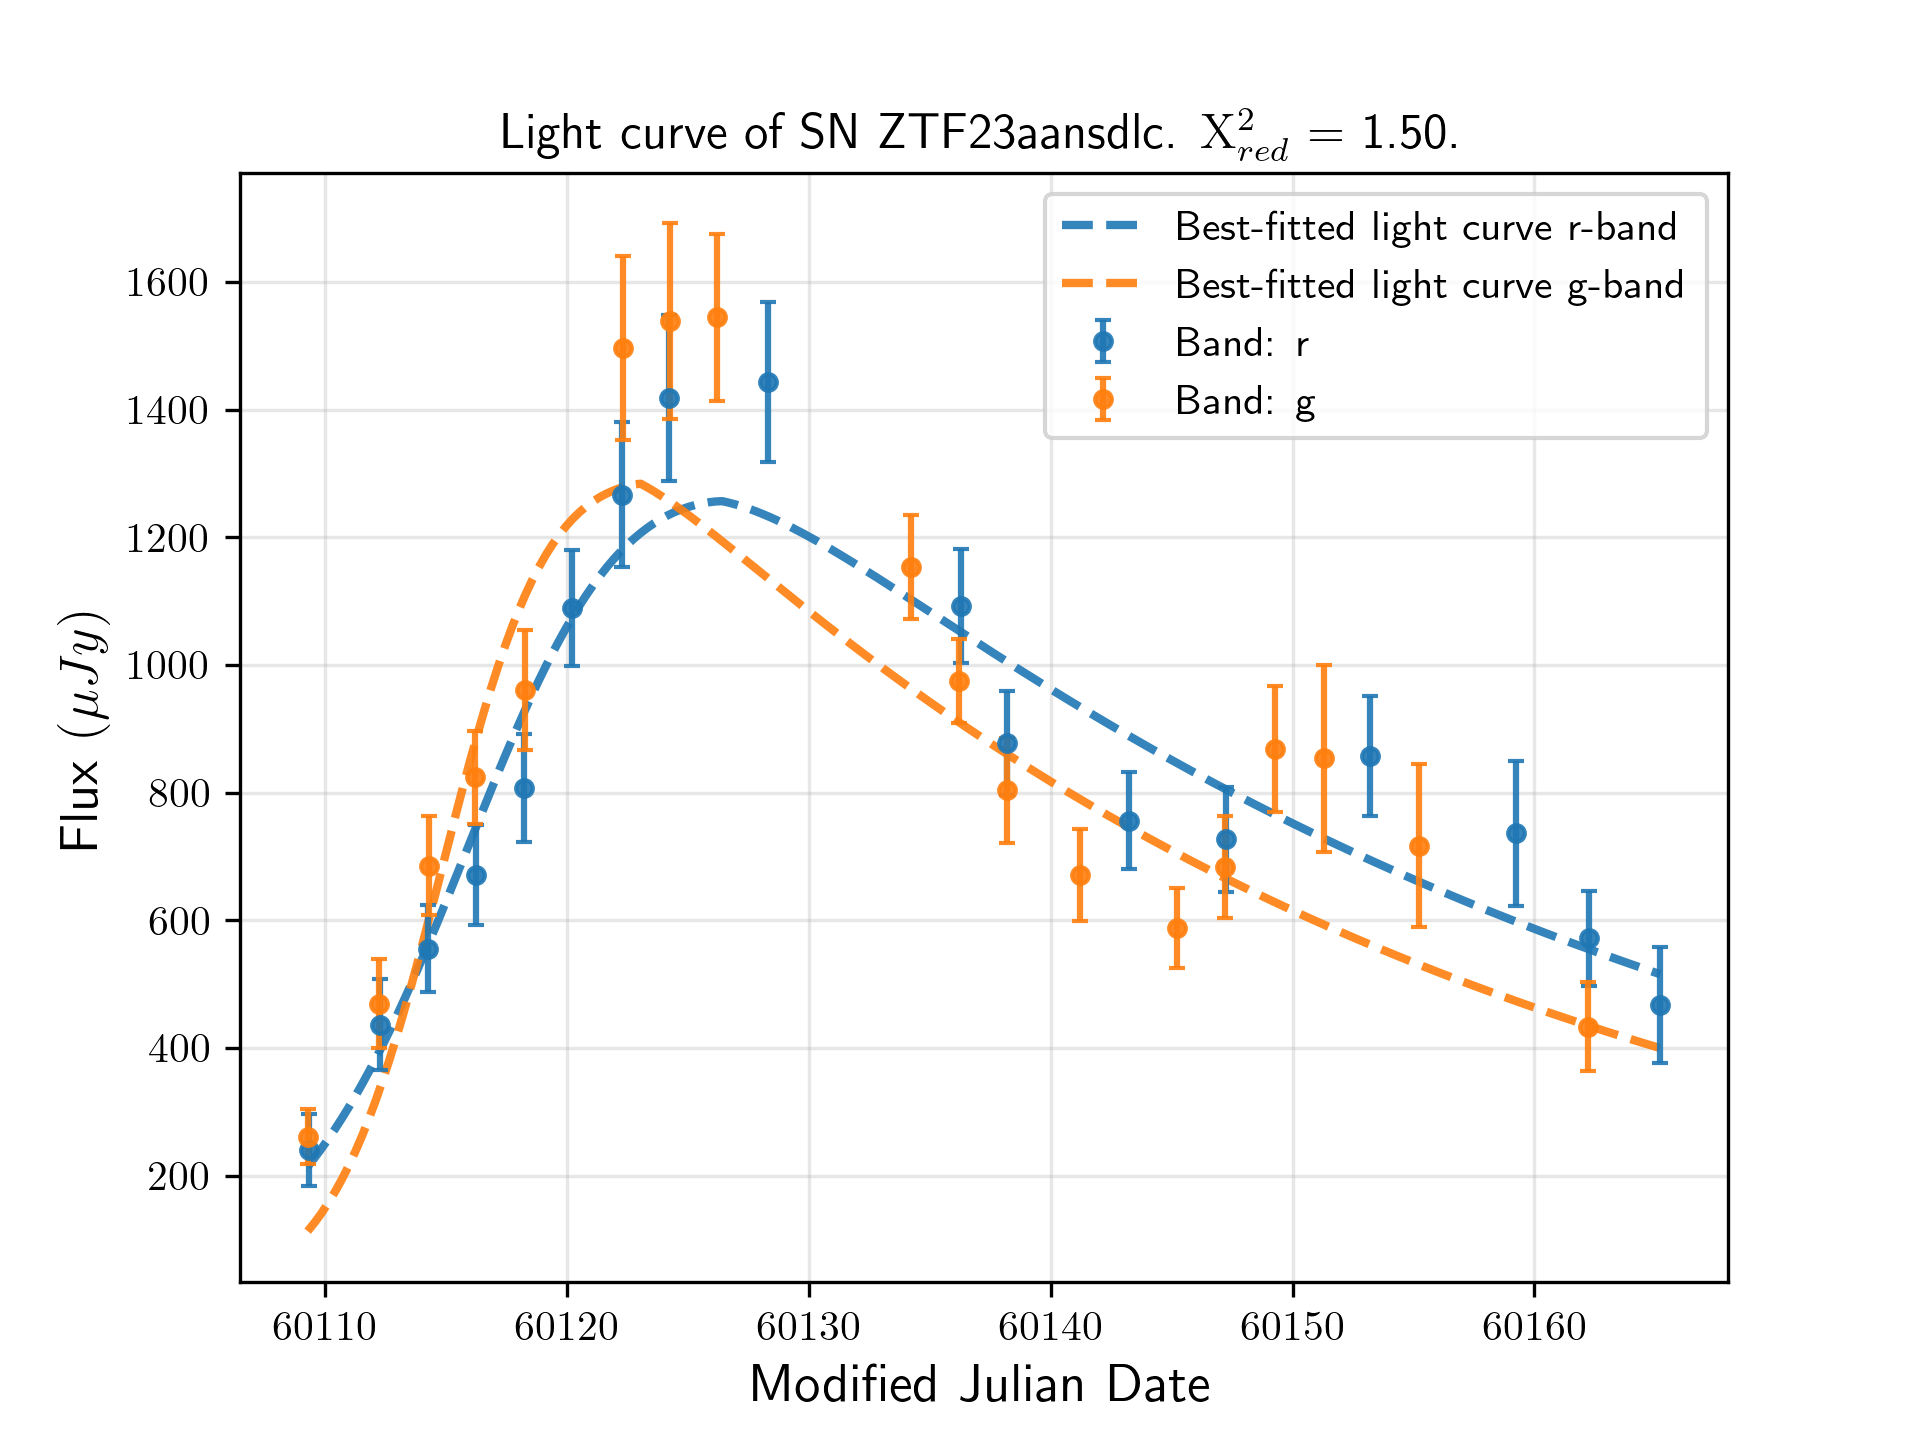 Light curve of SN ZTF23aansdlc. X²_red = 1.50.
Best-fitted light curve r-band
Best-fitted light curve g-band
Band: r
Band: g
1600
1400
1200
1000
800
600
400
200
Flux (μJy)
60110 60120 60130 60140 60150 60160
Modified Julian Date